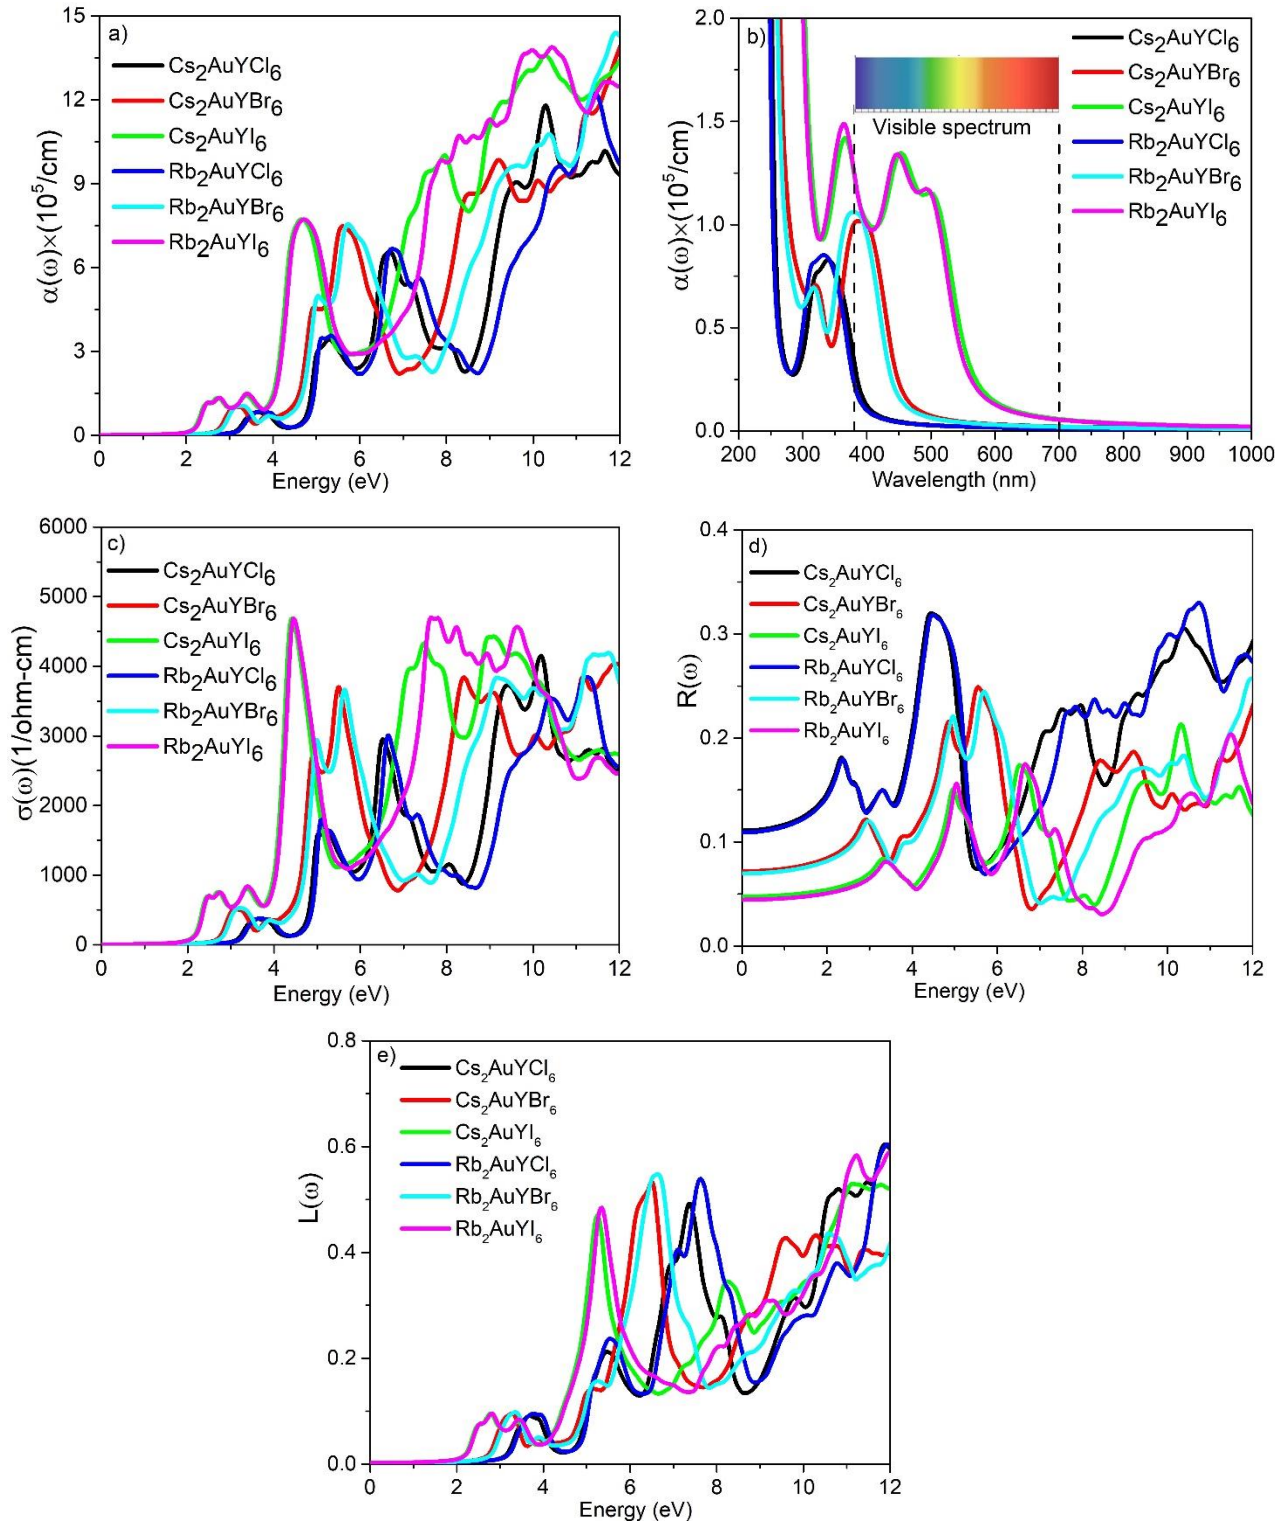 a)
Cs₂AuYCl₆
Cs₂AuYBr₆
Cs₂AuYI₆
Rb₂AuYCl₆
Rb₂AuYBr₆
Rb₂AuYI₆
15
12
9
6
3
0
α(ω)×(10⁵/cm)
0 2 4 6 8 10 12
Energy (eV)
b)
Cs₂AuYCl₆
Cs₂AuYBr₆
Cs₂AuYI₆
Rb₂AuYCl₆
Rb₂AuYBr₆
Rb₂AuYI₆
Visible spectrum
2.0
1.5
1.0
0.5
0.0
α(ω)×(10⁵/cm)
200 300 400 500 600 700 800 900 1000
Wavelength (nm)
c)
Cs₂AuYCl₆
Cs₂AuYBr₆
Cs₂AuYI₆
Rb₂AuYCl₆
Rb₂AuYBr₆
Rb₂AuYI₆
6000
5000
4000
3000
2000
1000
0
σ(ω)(1/ohm-cm)
0 2 4 6 8 10 12
Energy (eV)
d)
Cs₂AuYCl₆
Cs₂AuYBr₆
Cs₂AuYI₆
Rb₂AuYCl₆
Rb₂AuYBr₆
Rb₂AuYI₆
0.4
0.3
0.2
0.1
0.0
R(ω)
0 2 4 6 8 10 12
Energy (eV)
e)
Cs₂AuYCl₆
Cs₂AuYBr₆
Cs₂AuYI₆
Rb₂AuYCl₆
Rb₂AuYBr₆
Rb₂AuYI₆
0.8
0.6
0.4
0.2
0.0
L(ω)
0 2 4 6 8 10 12
Energy (eV)